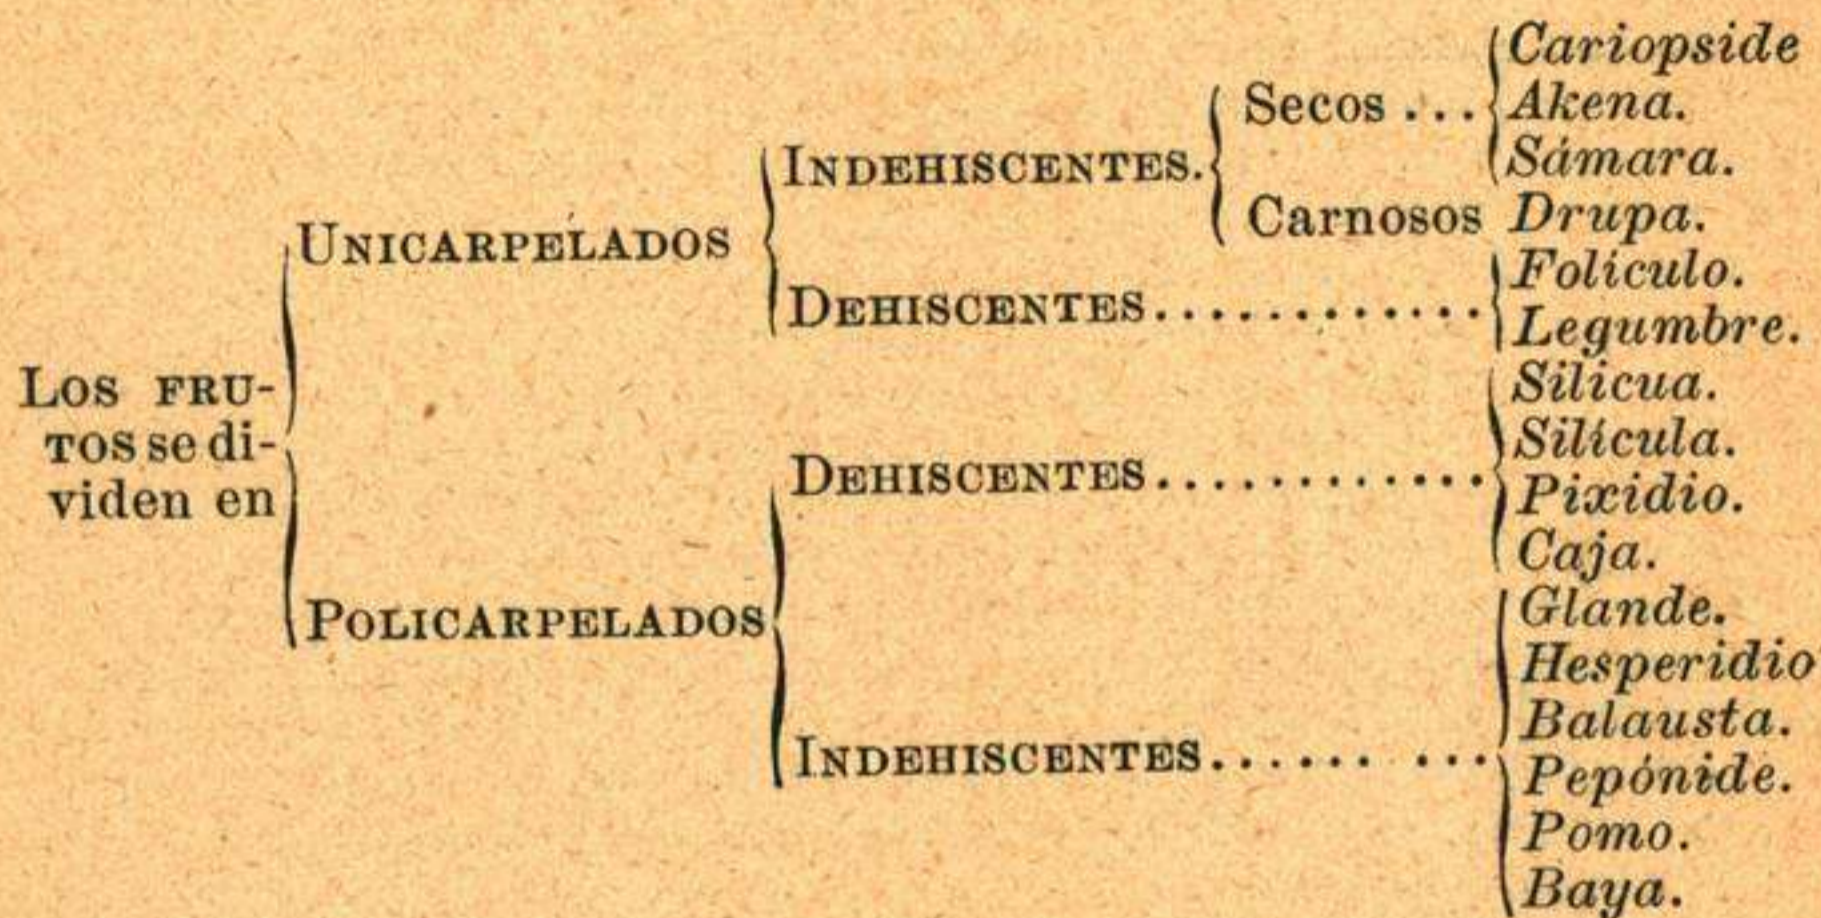 Cariopside
Secos ... Akena.
INDEHISCENTES. Sámara.
UNICARPELADOS Carnosos Drupa.
Folículo.
DEHISCENTES............. Legumbre.
LOS FRU-
TOS se di-
viden en
Silicua.
Silícula.
DEHISCENTES............. Pixidio.
Caja.
POLICARPELADOS
Glande.
Hesperidio
Balausta.
INDEHISCENTES...... ... Pepónide.
Pomo.
Baya.